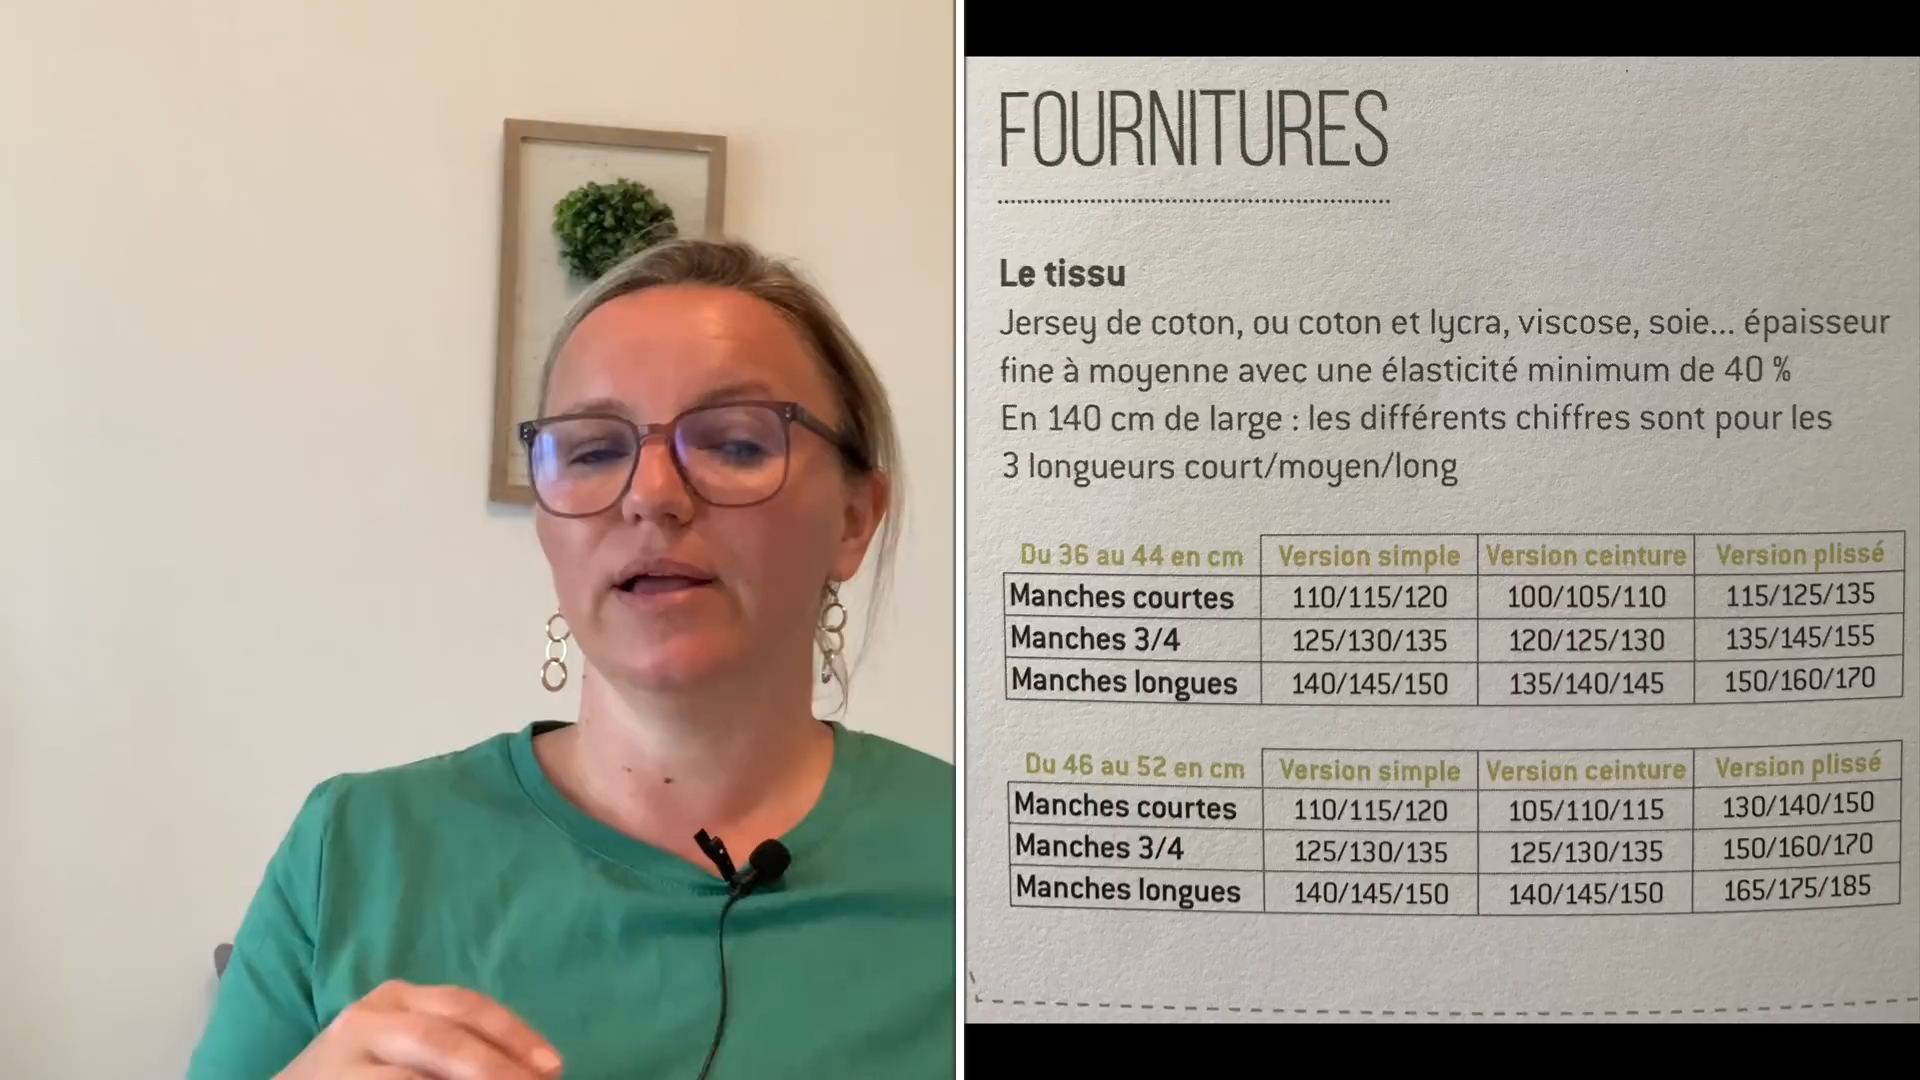 FOURNITURES
Le tissu
Jersey de coton, ou coton et lycra, viscose, soie... épaisseur
fine à moyenne avec une élasticité minimum de 40 %
En 140 cm de large : les différents chiffres sont pour les
3 longueurs court/moyen/long
Du 36 au 44 en cm Version simple Version ceinture Version plissé
Manches courtes 110/115/120 100/105/110 115/125/135
Manches 3/4 125/130/135 120/125/130 135/145/155
Manches longues 140/145/150 135/140/145 150/160/170
Du 46 au 52 en cm Version simple Version ceinture Version plissé
Manches courtes 110/115/120 105/110/115 130/140/150
Manches 3/4 125/130/135 125/130/135 150/160/170
Manches longues 140/145/150 140/145/150 165/175/185